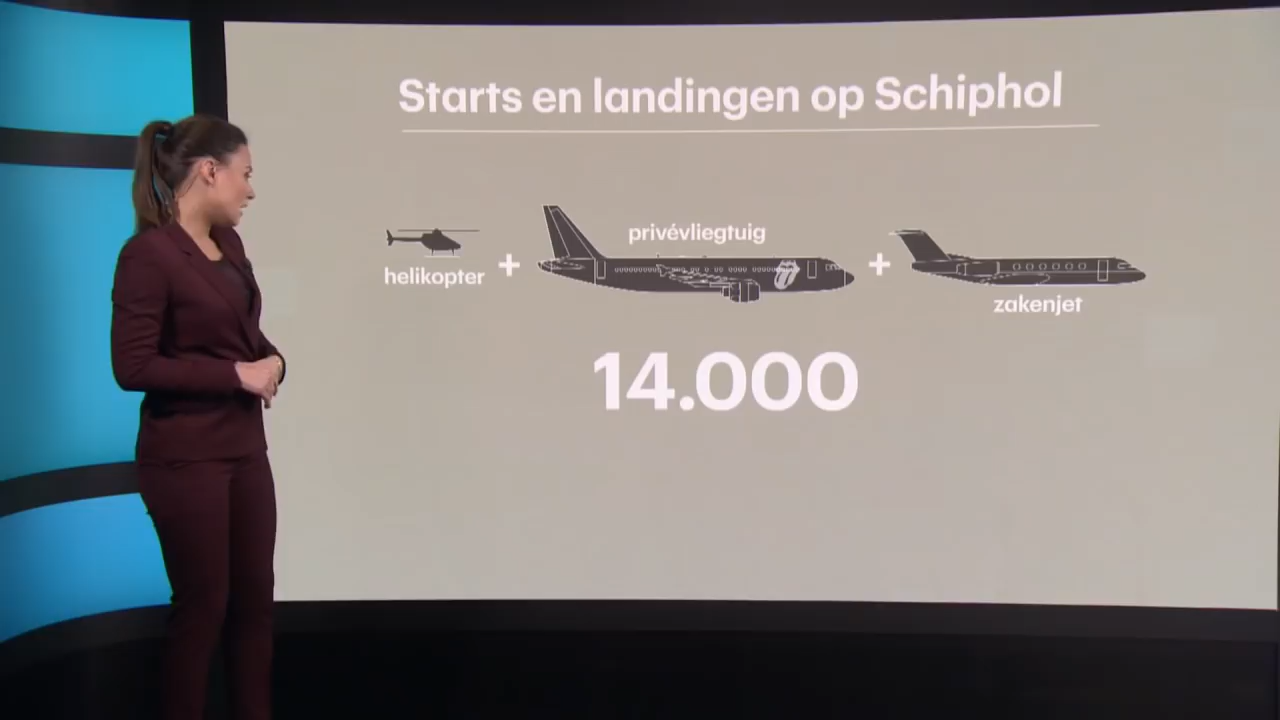 Starts en landingen op Schiphol
privévliegtuig
helikopter + +
zakenjet
14.000